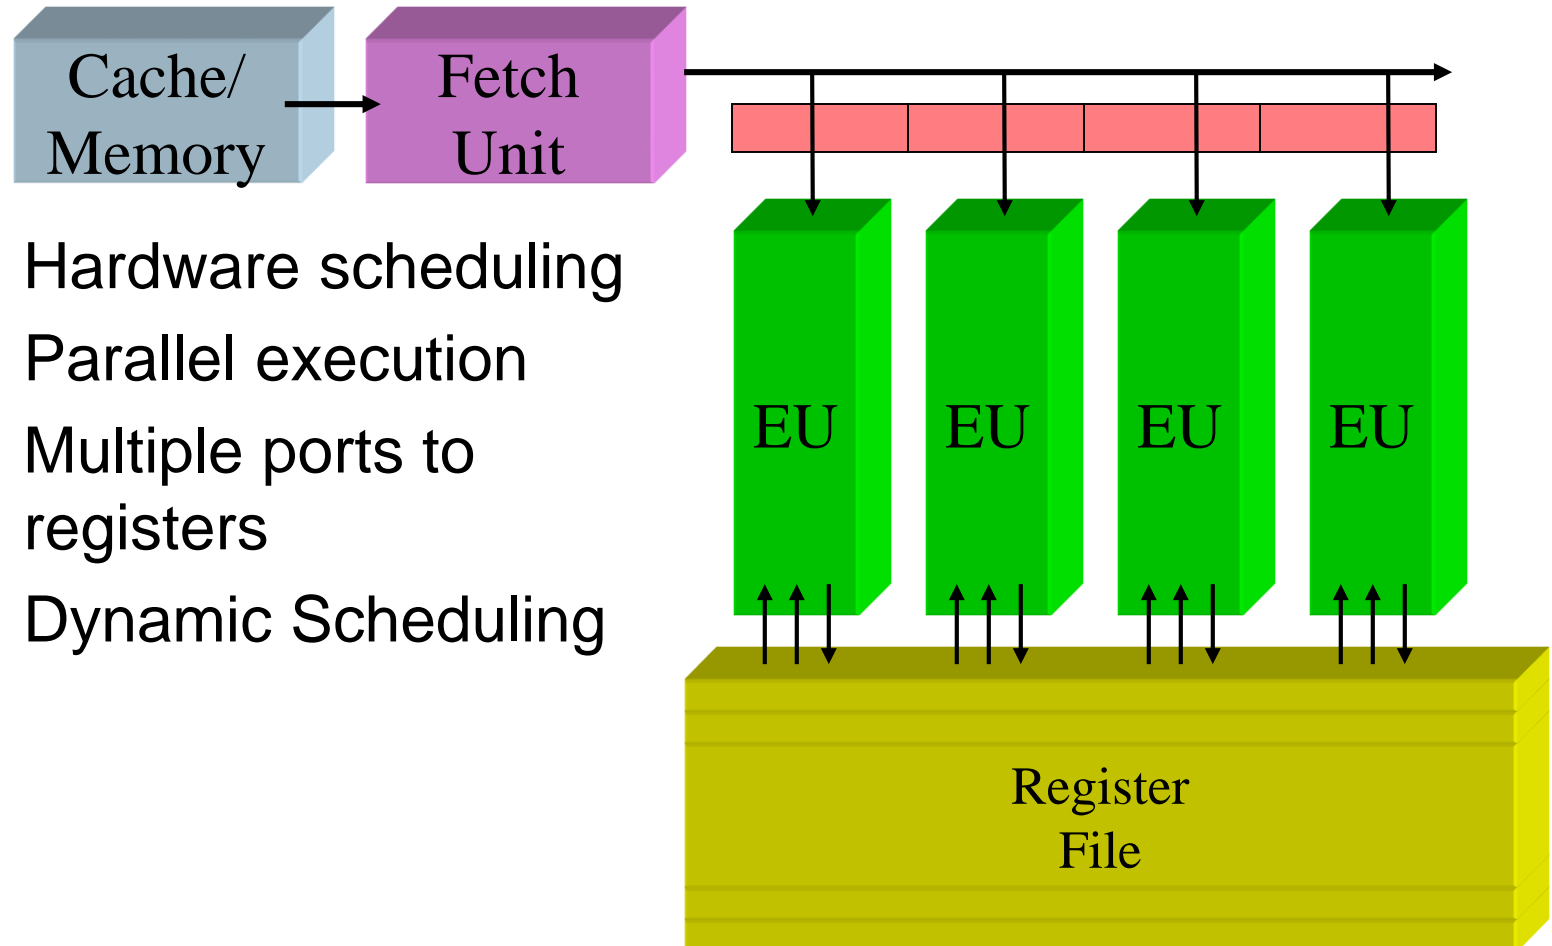 Cache/
Memory
Fetch
Unit
Hardware scheduling
Parallel execution
Multiple ports to
registers
Dynamic Scheduling
EU
EU
EU
EU
Register
File